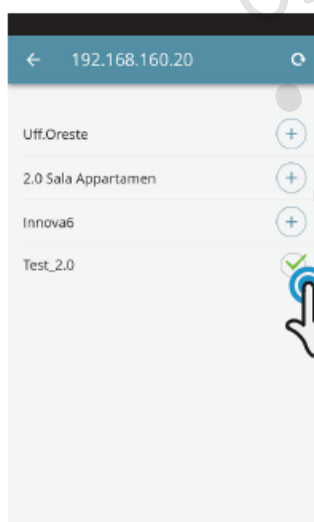 192.168.160.20
Uff.Oreste
2.0 Sala Appartamen
Innova6
Test_2.0